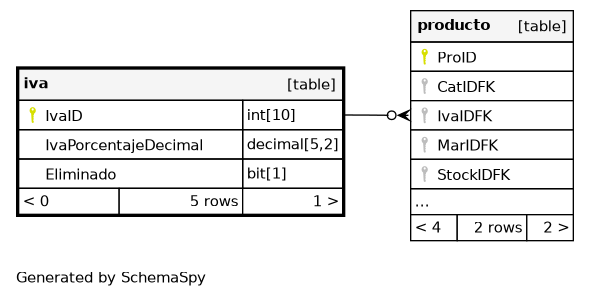 iva [table]
IvaID int[10]
IvaPorcentajeDecimal decimal[5,2]
Eliminado bit[1]
< 0 5 rows 1 >
producto [table]
ProID
CatIDFK
IvaIDFK
MarIDFK
StockIDFK
...
< 4 2 rows 2 >
Generated by SchemaSpy